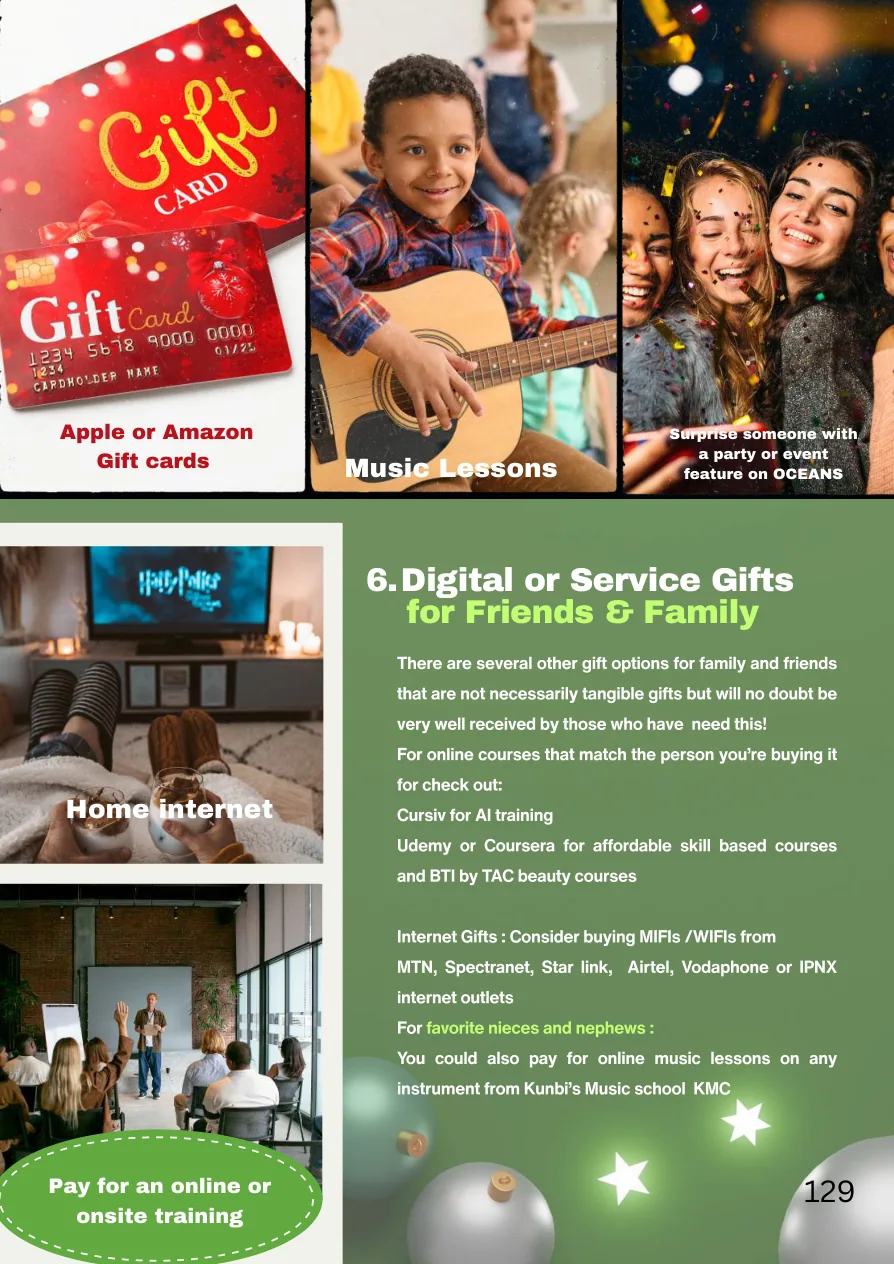 Gift
CARD
Gift Card
1234 5678 9000 0000
1234
01/25
CARDHOLDER NAME
Apple or Amazon
Gift cards
Music Lessons
Surprise someone with
a party or event
feature on OCEANS
Harry Potter
Home internet
Pay for an online or
onsite training
6. Digital or Service Gifts
for Friends & Family
There are several other gift options for family and friends
that are not necessarily tangible gifts but will no doubt be
very well received by those who have need this!
For online courses that match the person you’re buying it
for check out:
Cursiv for AI training
Udemy or Coursera for affordable skill based courses
and BTI by TAC beauty courses
Internet Gifts : Consider buying MIFIs /WIFIs from
MTN, Spectranet, Star link, Airtel, Vodaphone or IPNX
internet outlets
For favorite nieces and nephews :
You could also pay for online music lessons on any
instrument from Kunbi’s Music school KMC
129